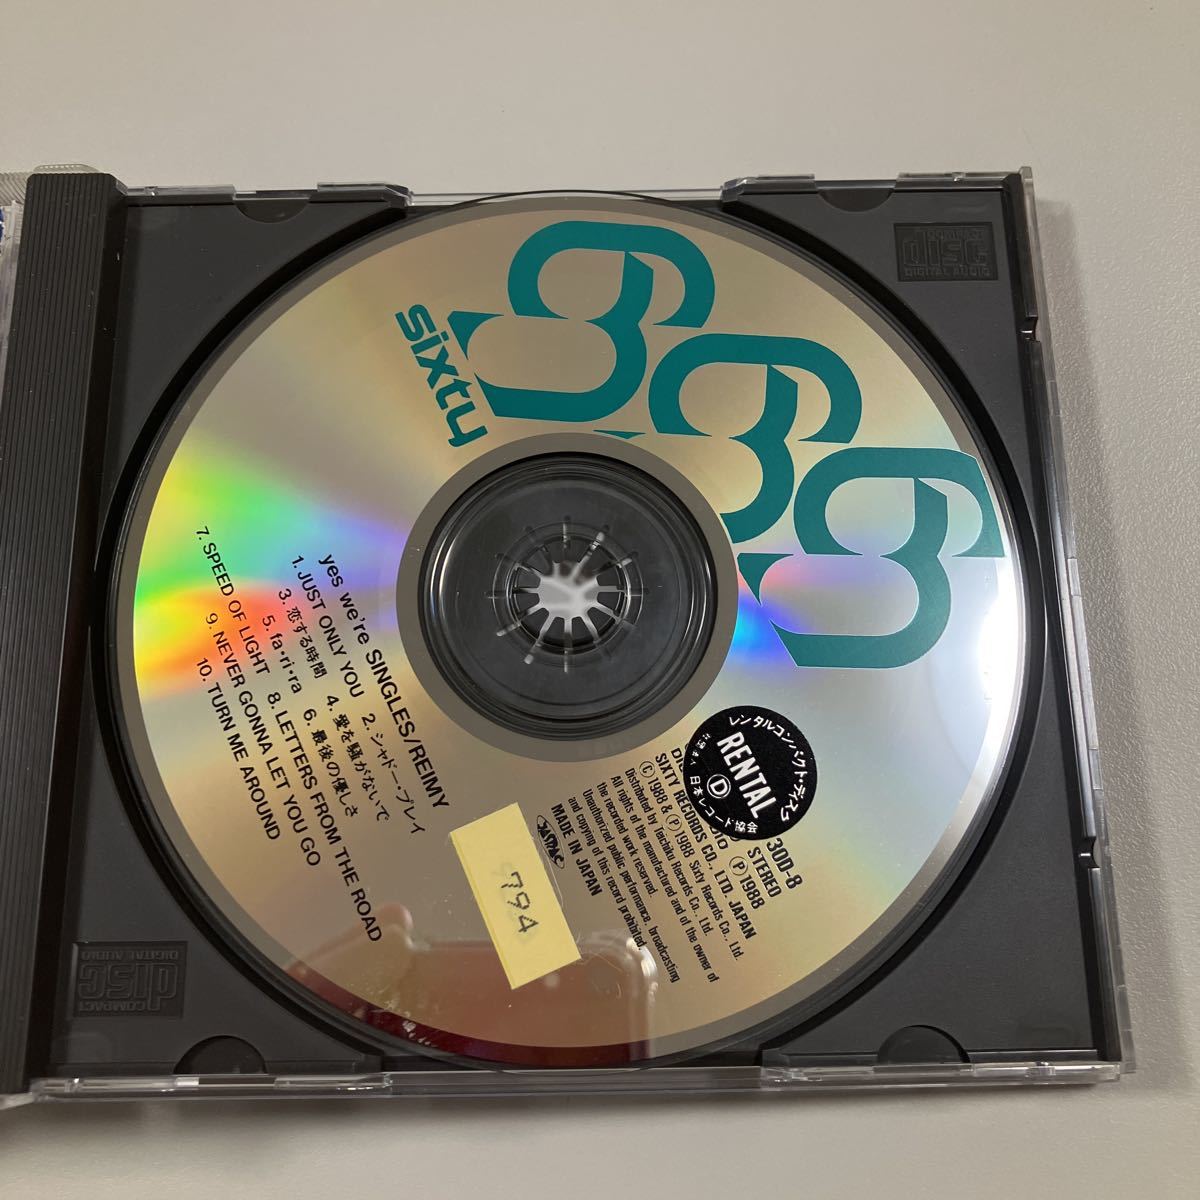 sixty
yes we're SINGLES/REIMY
1. JUST ONLY YOU 2. シャドー・プレイ
3. 恋する時間 4. 愛を騒がないで
5. fa・ri・ra 6. 最後の優しさ
7. SPEED OF LIGHT 8. LETTERS FROM THE ROAD
9. NEVER GONNA LET YOU GO
10. TURN ME AROUND
レンタルコンパクト・ディスク
RENTAL
D
日本レコード協会
30D-8
STEREO
Ⓟ1988
SIXTY RECORDS CO., LTD. JAPAN
Ⓒ1988 & Ⓟ1988 Sixty Records Co., Ltd.
Distributed by Teichiku Records Co., Ltd.
All rights of the manufactured and of the owner of
the recorded work reserved.
Unauthorized public performance, broadcasting
and copying of this record prohibited.
JASRAC
MADE IN JAPAN
794
COMPACT
disc
DIGITAL AUDIO
COMPACT
disc
DIGITAL AUDIO